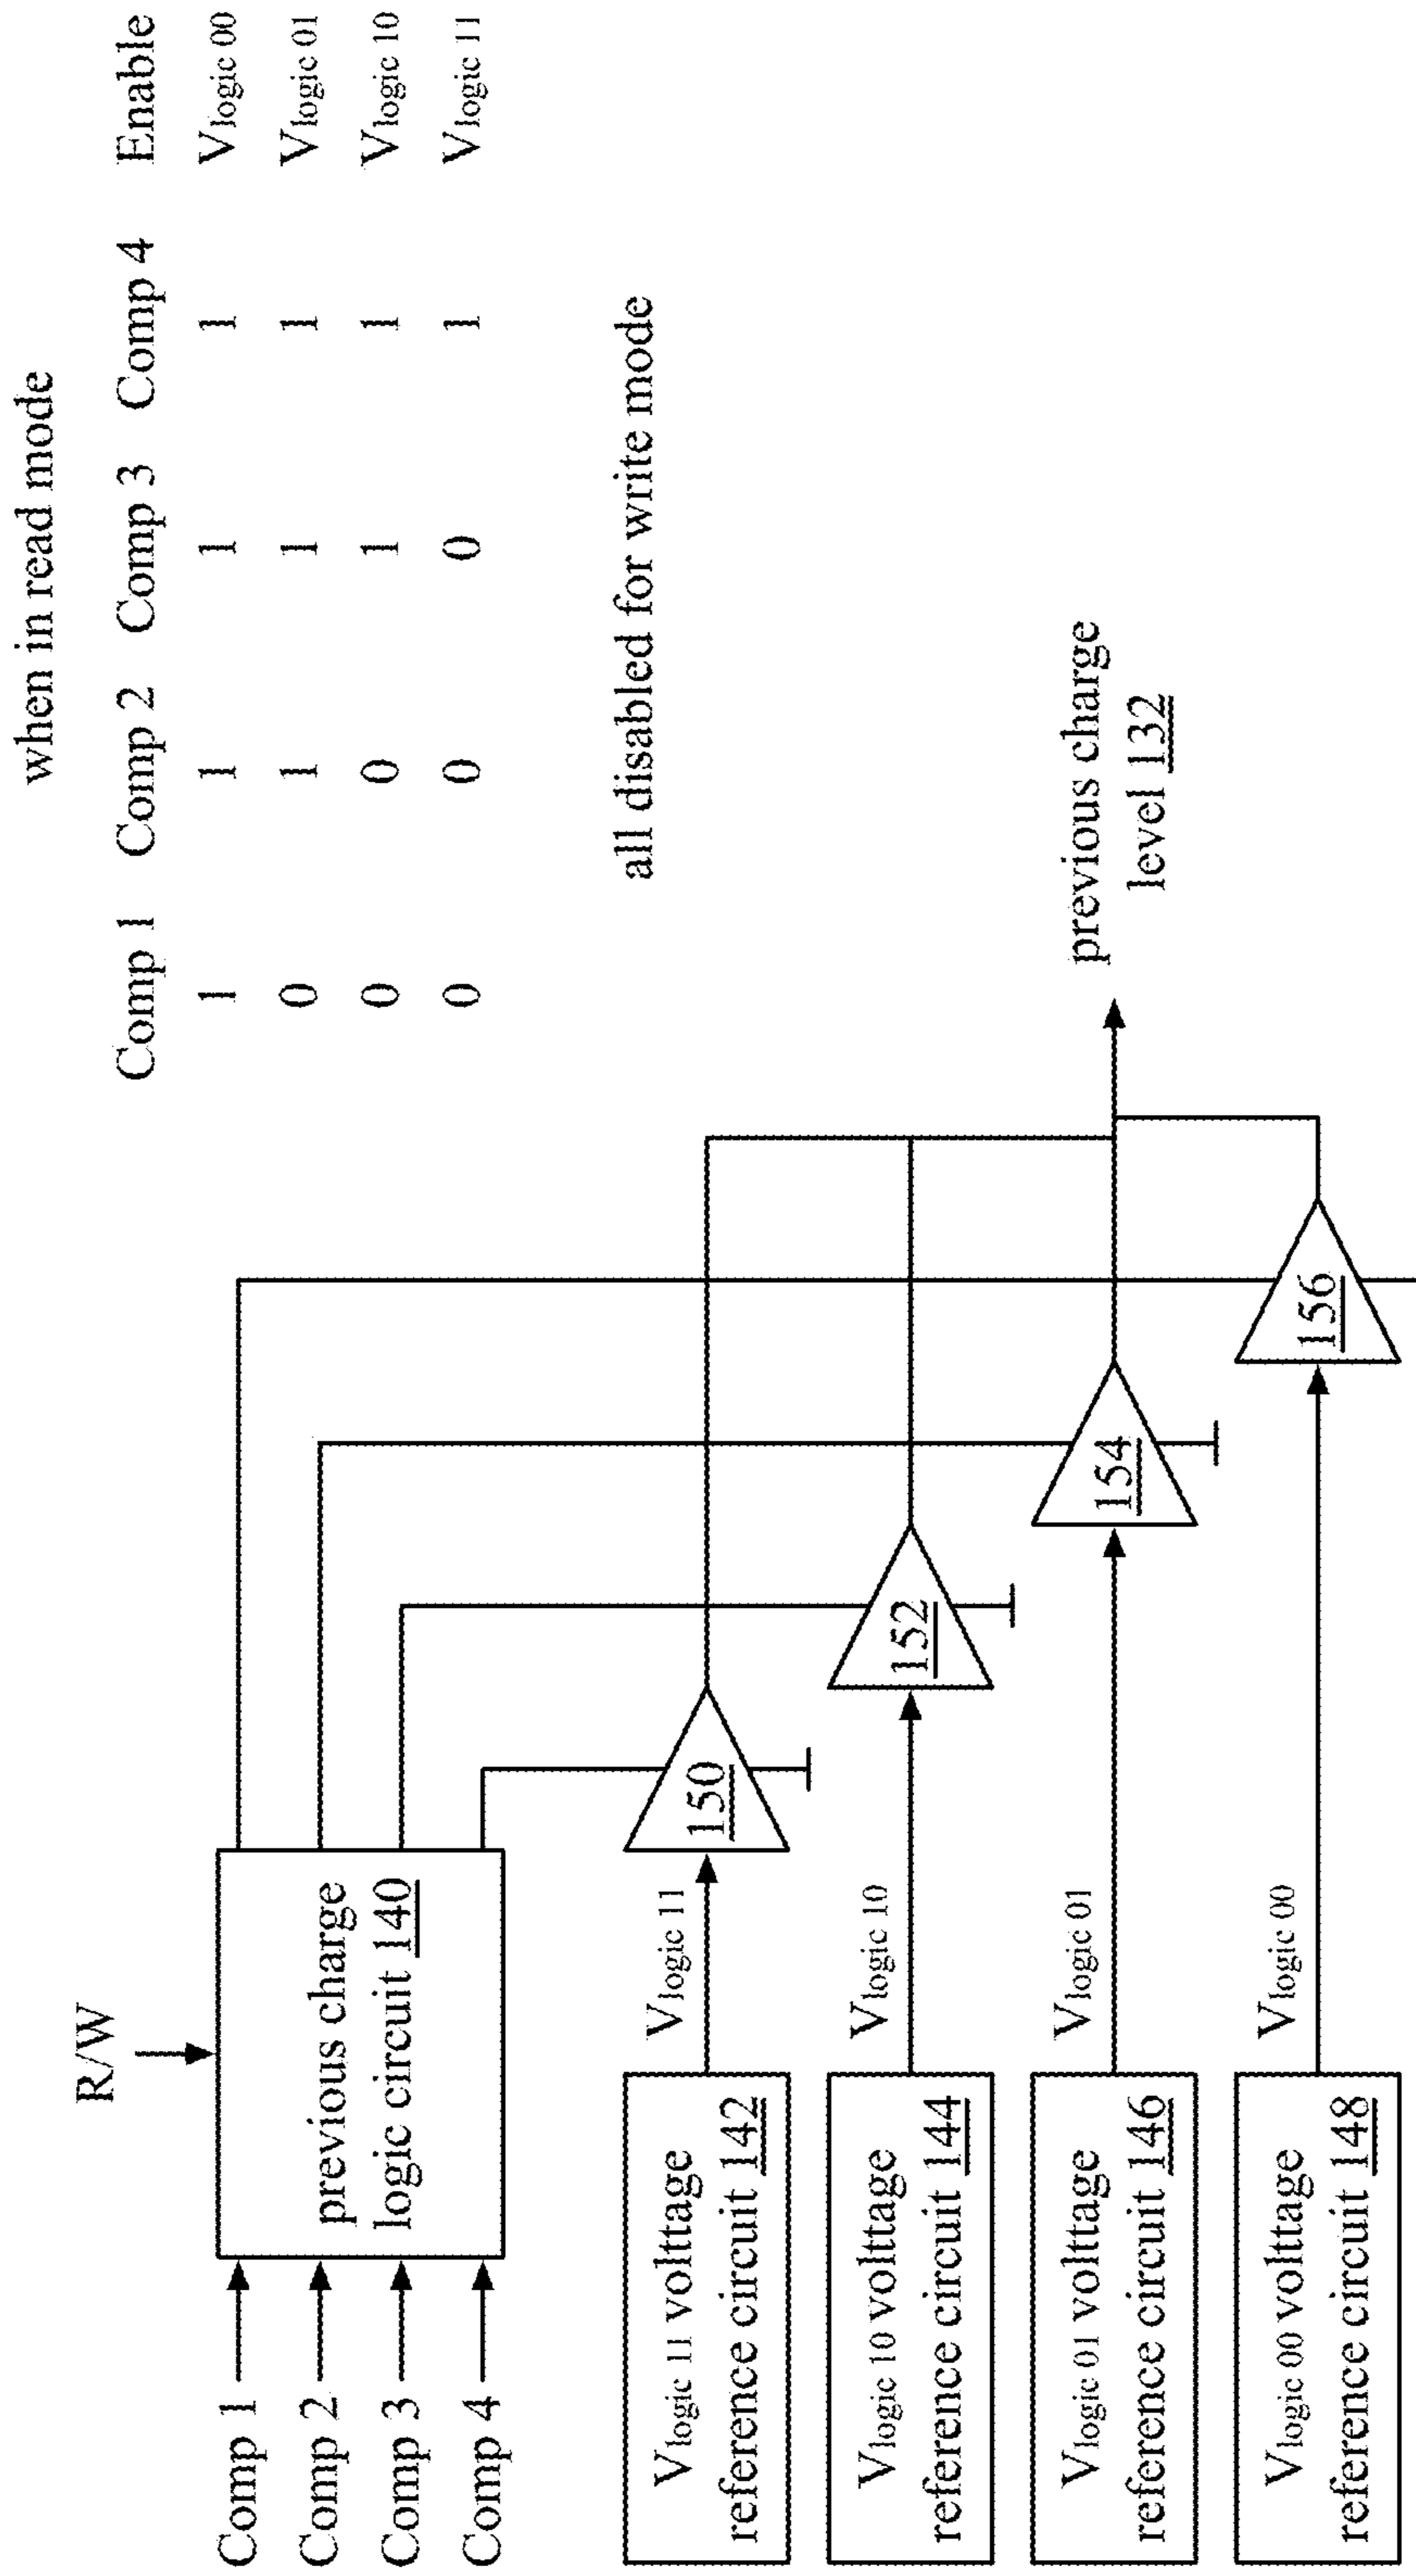 when in read mode
Comp 1 Comp 2 Comp 3 Comp 4 Enable
1 1 1 1 Vlogic 00
0 1 1 1 Vlogic 01
0 0 1 1 Vlogic 10
0 0 0 1 Vlogic 11
all disabled for write mode
R/W
Comp 1
Comp 2
Comp 3
Comp 4
previous charge
logic circuit 140
Vlogic 11 volttage
reference circuit 142
Vlogic 11
150
Vlogic 10 volttage
reference circuit 144
Vlogic 10
152
Vlogic 01 volttage
reference circuit 146
Vlogic 01
154
Vlogic 00 volttage
reference circuit 148
Vlogic 00
156
previous charge
level 132